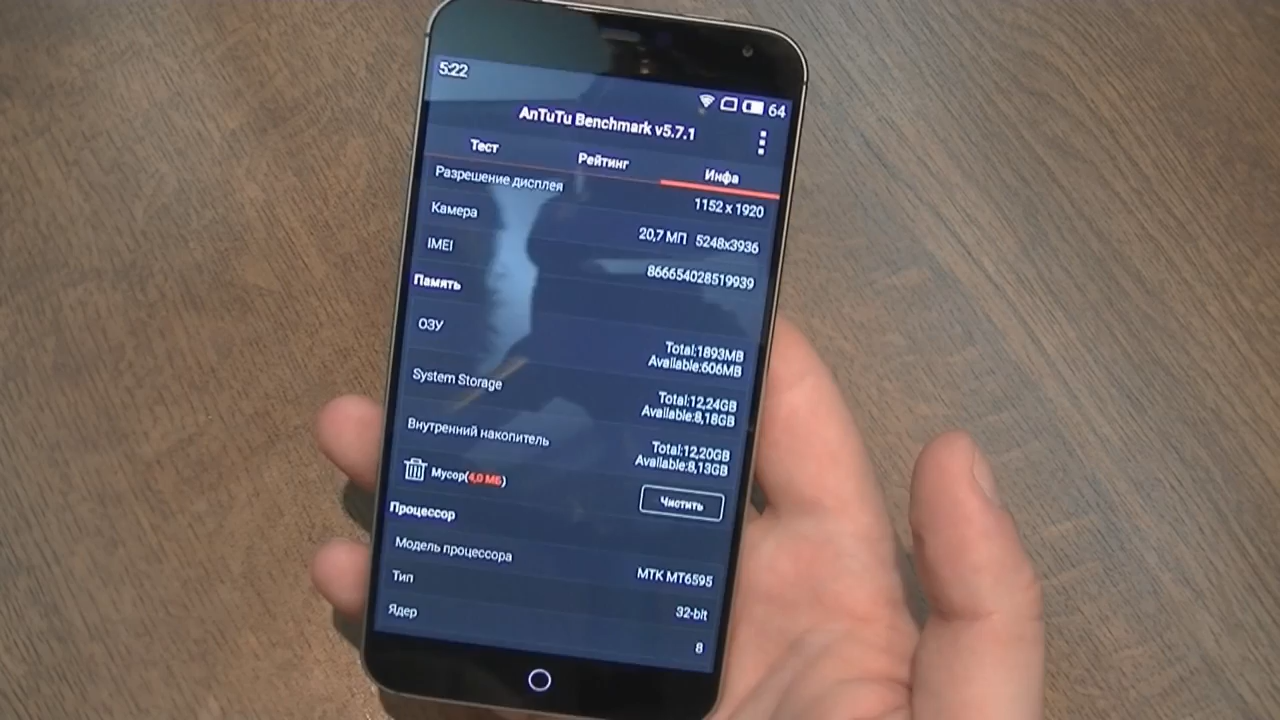 5:22
64
AnTuTu Benchmark v5.7.1
Тест
Рейтинг
Инфа
Разрешение дисплея
1152 x 1920
Камера
20,7 МП 5248x3936
IMEI
866654028519939
Память
ОЗУ
Total:1893MB
Available:606MB
System Storage
Total:12,24GB
Available:8,18GB
Внутренний накопитель
Total:12,20GB
Available:8,13GB
Мусор(4,0 МБ)
Чистить
Процессор
Модель процессора
MTK MT6595
Тип
32-bit
Ядер
8